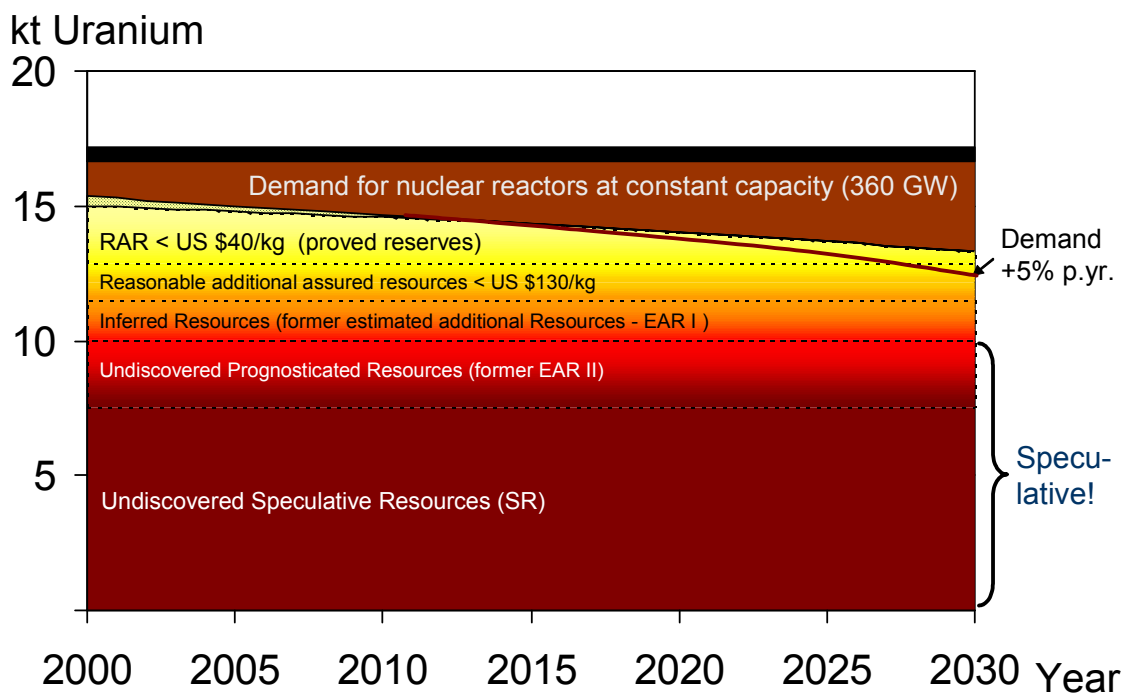 kt Uranium
20
15
10
5
Demand for nuclear reactors at constant capacity (360 GW)
RAR < US $40/kg  (proved reserves)
Reasonable additional assured resources < US $130/kg
Inferred Resources (former estimated additional Resources - EAR I )
Undiscovered Prognosticated Resources (former EAR II)
Undiscovered Speculative Resources (SR)
Demand
+5% p.yr.
Specu-
lative!
2000 2005 2010 2015 2020 2025 2030 Year